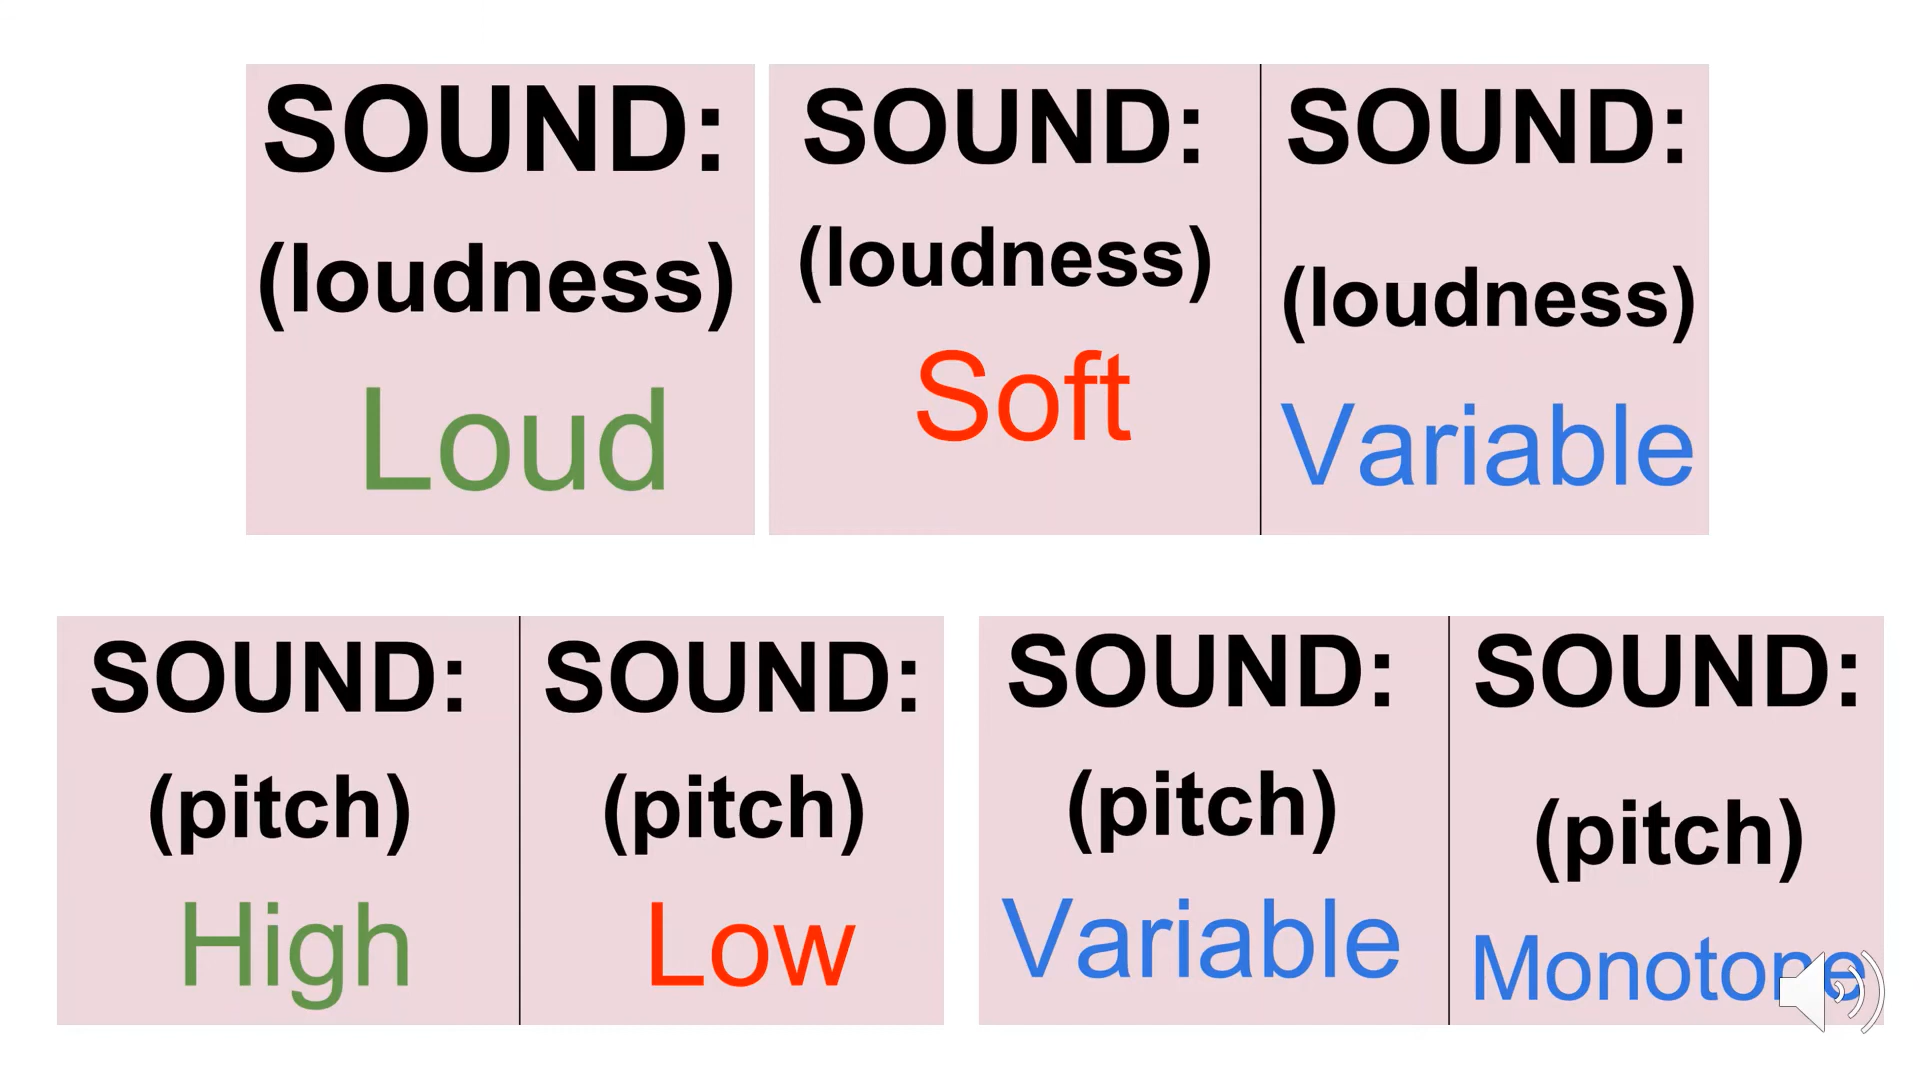 SOUND:
(loudness)
Loud
SOUND:
(loudness)
Soft
SOUND:
(loudness)
Variable
SOUND:
(pitch)
High
SOUND:
(pitch)
Low
SOUND:
(pitch)
Variable
SOUND:
(pitch)
Monotone